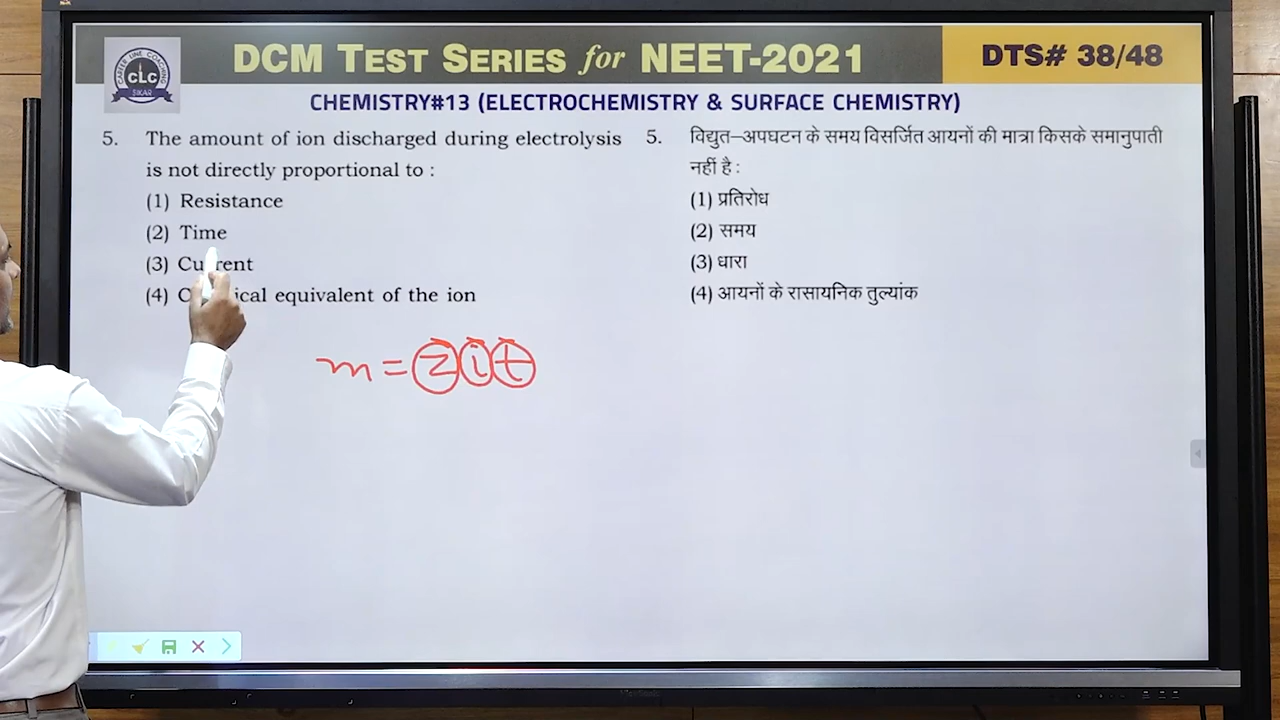 DCM TEST SERIES for NEET-2021
DTS# 38/48
CAREER LINE COACHING
CLC
SIKAR
CHEMISTRY#13 (ELECTROCHEMISTRY & SURFACE CHEMISTRY)
5. The amount of ion discharged during electrolysis
is not directly proportional to :
(1) Resistance
(2) Time
(3) Current
(4) C ical equivalent of the ion
5. विद्युत–अपघटन के समय विसर्जित आयनों की मात्रा किसके समानुपाती
नहीं है :
(1) प्रतिरोध
(2) समय
(3) धारा
(4) आयनों के रासायनिक तुल्यांक
m = Z i t